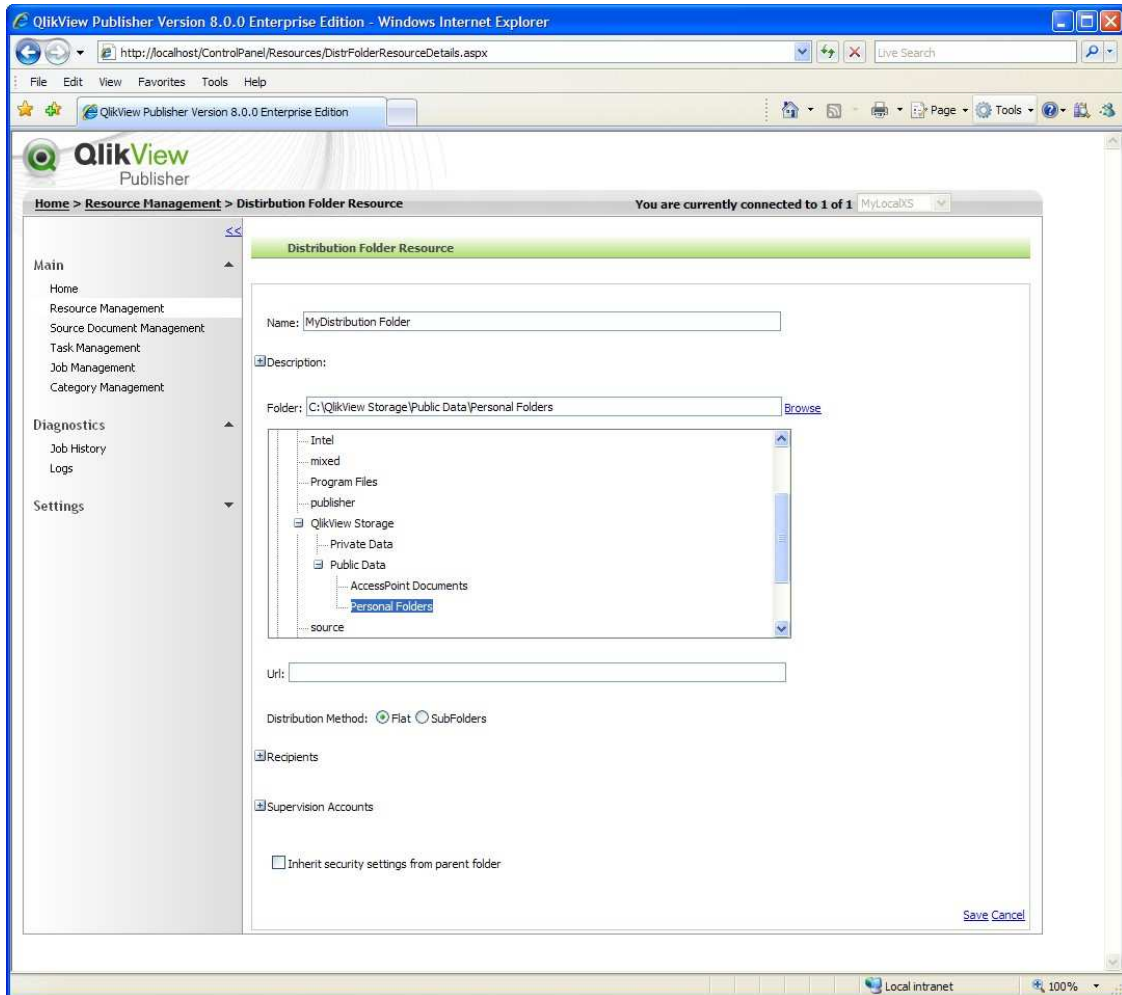 QlikView Publisher Version 8.0.0 Enterprise Edition - Windows Internet Explorer
http://localhost/ControlPanel/Resources/DistrFolderResourceDetails.aspx
Live Search
File Edit View Favorites Tools Help
QlikView Publisher Version 8.0.0 Enterprise Edition
Page Tools
QlikView
Publisher
Home > Resource Management > Distirbution Folder Resource
You are currently connected to 1 of 1 MyLocalXS
<<
Distribution Folder Resource
Main
Home
Resource Management
Source Document Management
Task Management
Job Management
Category Management
Diagnostics
Job History
Logs
Settings
Name: MyDistribution Folder
Description:
Folder: C:\QlikView Storage\Public Data\Personal Folders Browse
Intel
mixed
Program Files
publisher
QlikView Storage
Private Data
Public Data
AccessPoint Documents
Personal Folders
source
Url:
Distribution Method: Flat SubFolders
Recipients
Supervision Accounts
Inherit security settings from parent folder
Save Cancel
Local intranet 100%